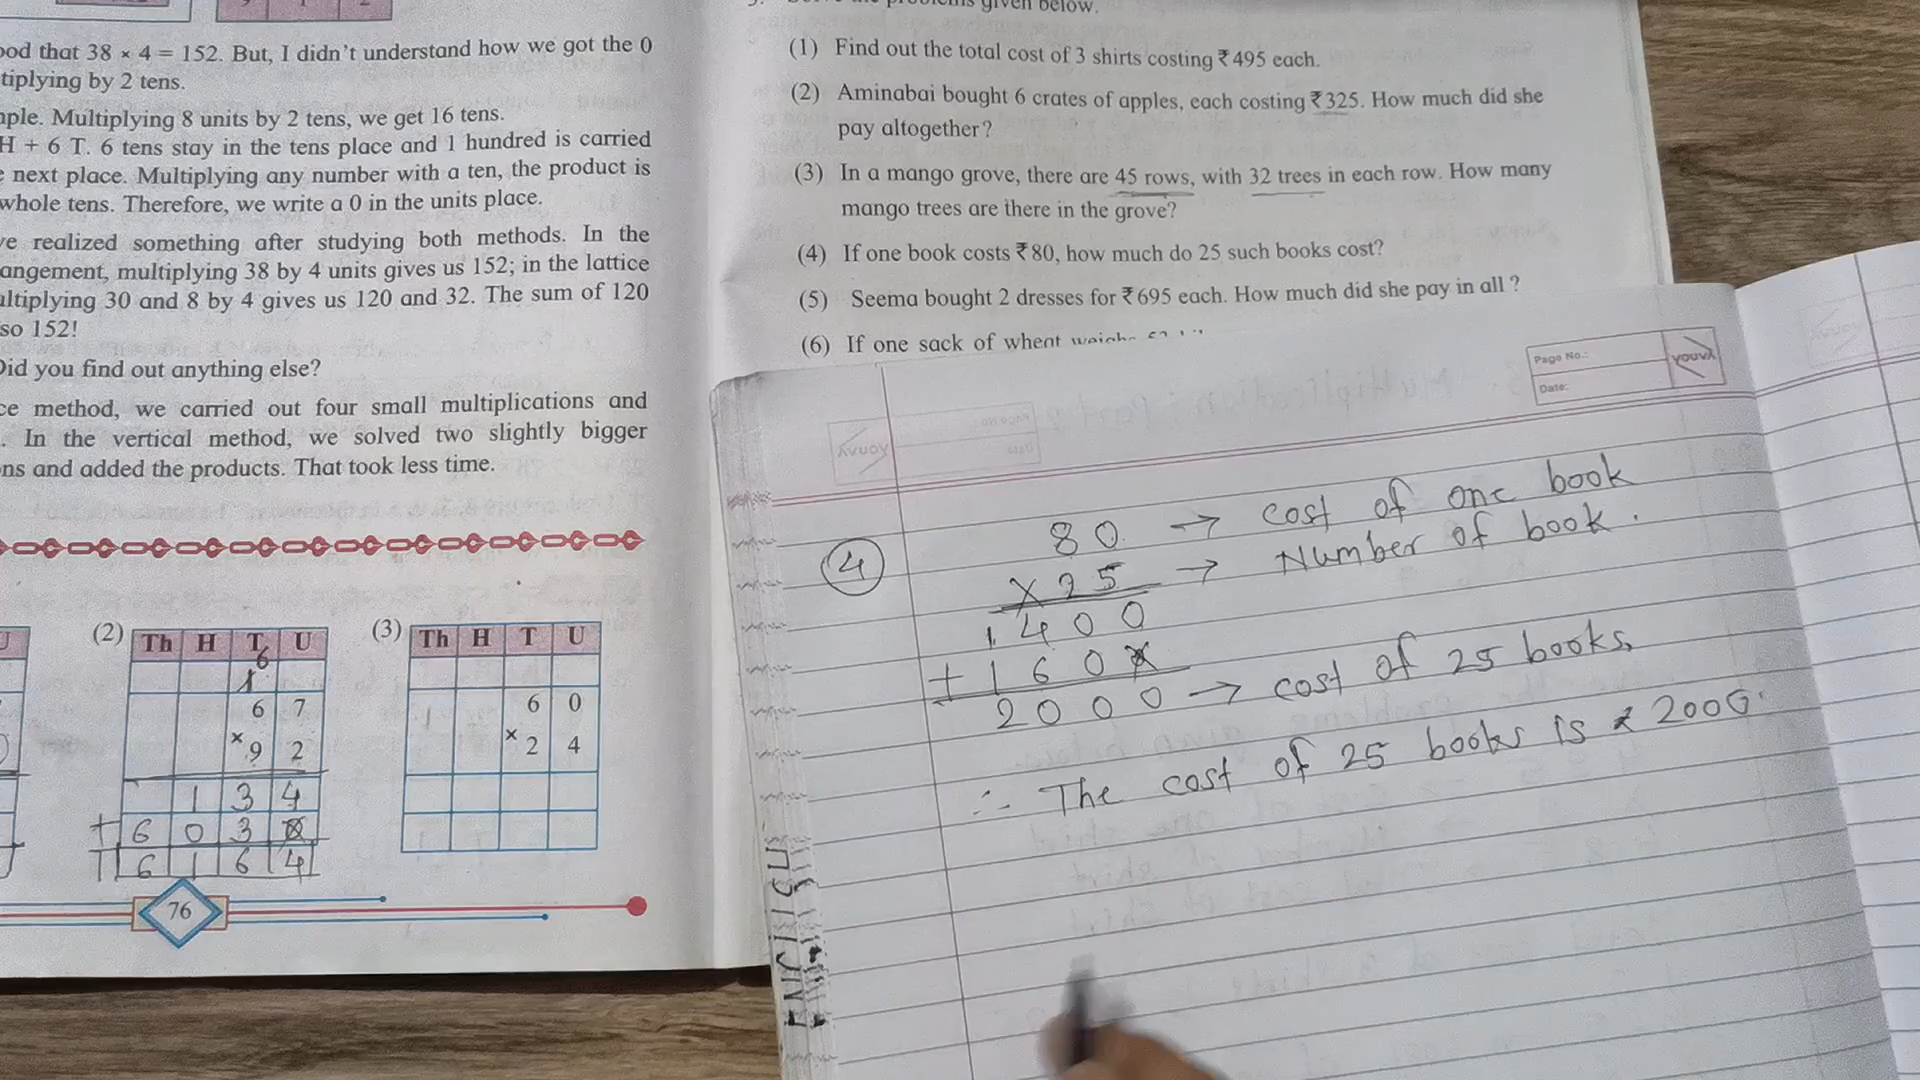 ood that 38 × 4 = 152. But, I didn't understand how we got the 0
tiplying by 2 tens.
mple. Multiplying 8 units by 2 tens, we get 16 tens.
H + 6 T. 6 tens stay in the tens place and 1 hundred is carried
next place. Multiplying any number with a ten, the product is
whole tens. Therefore, we write a 0 in the units place.
ve realized something after studying both methods. In the
angement, multiplying 38 by 4 units gives us 152; in the lattice
ultiplying 30 and 8 by 4 gives us 120 and 32. The sum of 120
so 152!
Did you find out anything else?
ce method, we carried out four small multiplications and
. In the vertical method, we solved two slightly bigger
ns and added the products. That took less time.
(2) Th H T U
6
1
6 7
× 9 2
1 3 4
+ 6 0 3
6 1 6 4
(3) Th H T U
6 0
× 2 4
76
given below.
(1) Find out the total cost of 3 shirts costing ₹495 each.
(2) Aminabai bought 6 crates of apples, each costing ₹325. How much did she
pay altogether?
(3) In a mango grove, there are 45 rows, with 32 trees in each row. How many
mango trees are there in the grove?
(4) If one book costs ₹80, how much do 25 such books cost?
(5) Seema bought 2 dresses for ₹695 each. How much did she pay in all ?
(6) If one sack of wheat
Page No.:
Date:
youva
4
80 → cost of one book
× 25 → Number of book.
1 400
+ 160×
2000 → cost of 25 books.
∴ The cost of 25 books is ₹ 2000.